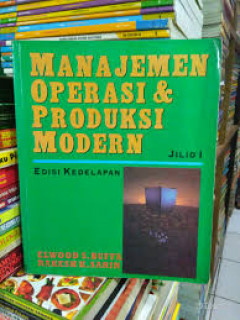 MANAJEMEN
OPERASI &
PRODUKSI
MODERN
JILID I
EDISI KEDELAPAN
ELWOOD S. BUFFA
RAKESH K. SARIN